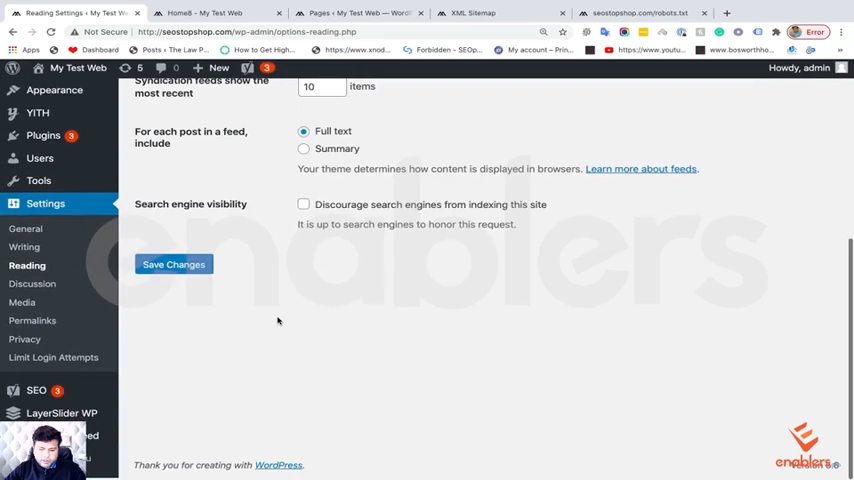 Reading Settings ‹ My Test We
Home8 - My Test Web
Pages ‹ My Test Web — Word
XML Sitemap
seostopshop.com/robots.txt
Not Secure | http://seostopshop.com/wp-admin/options-reading.php
Error
Apps
Dashboard
Posts ‹ The Law P...
How to Get High...
https://www.xnod...
Forbidden - SEOp...
My account – Prin...
https://www.youtu...
www.bosworthho...
My Test Web
5
0
New
3
Howdy, admin
Appearance
YITH
Plugins 3
Users
Tools
Settings
General
Writing
Reading
Discussion
Media
Permalinks
Privacy
Limit Login Attempts
SEO 3
LayerSlider WP
Syndication feeds show the most recent
10 items
For each post in a feed, include
Full text
Summary
Your theme determines how content is displayed in browsers. Learn more about feeds.
Search engine visibility
Discourage search engines from indexing this site
It is up to search engines to honor this request.
Save Changes
enablers
Thank you for creating with WordPress.
enablers